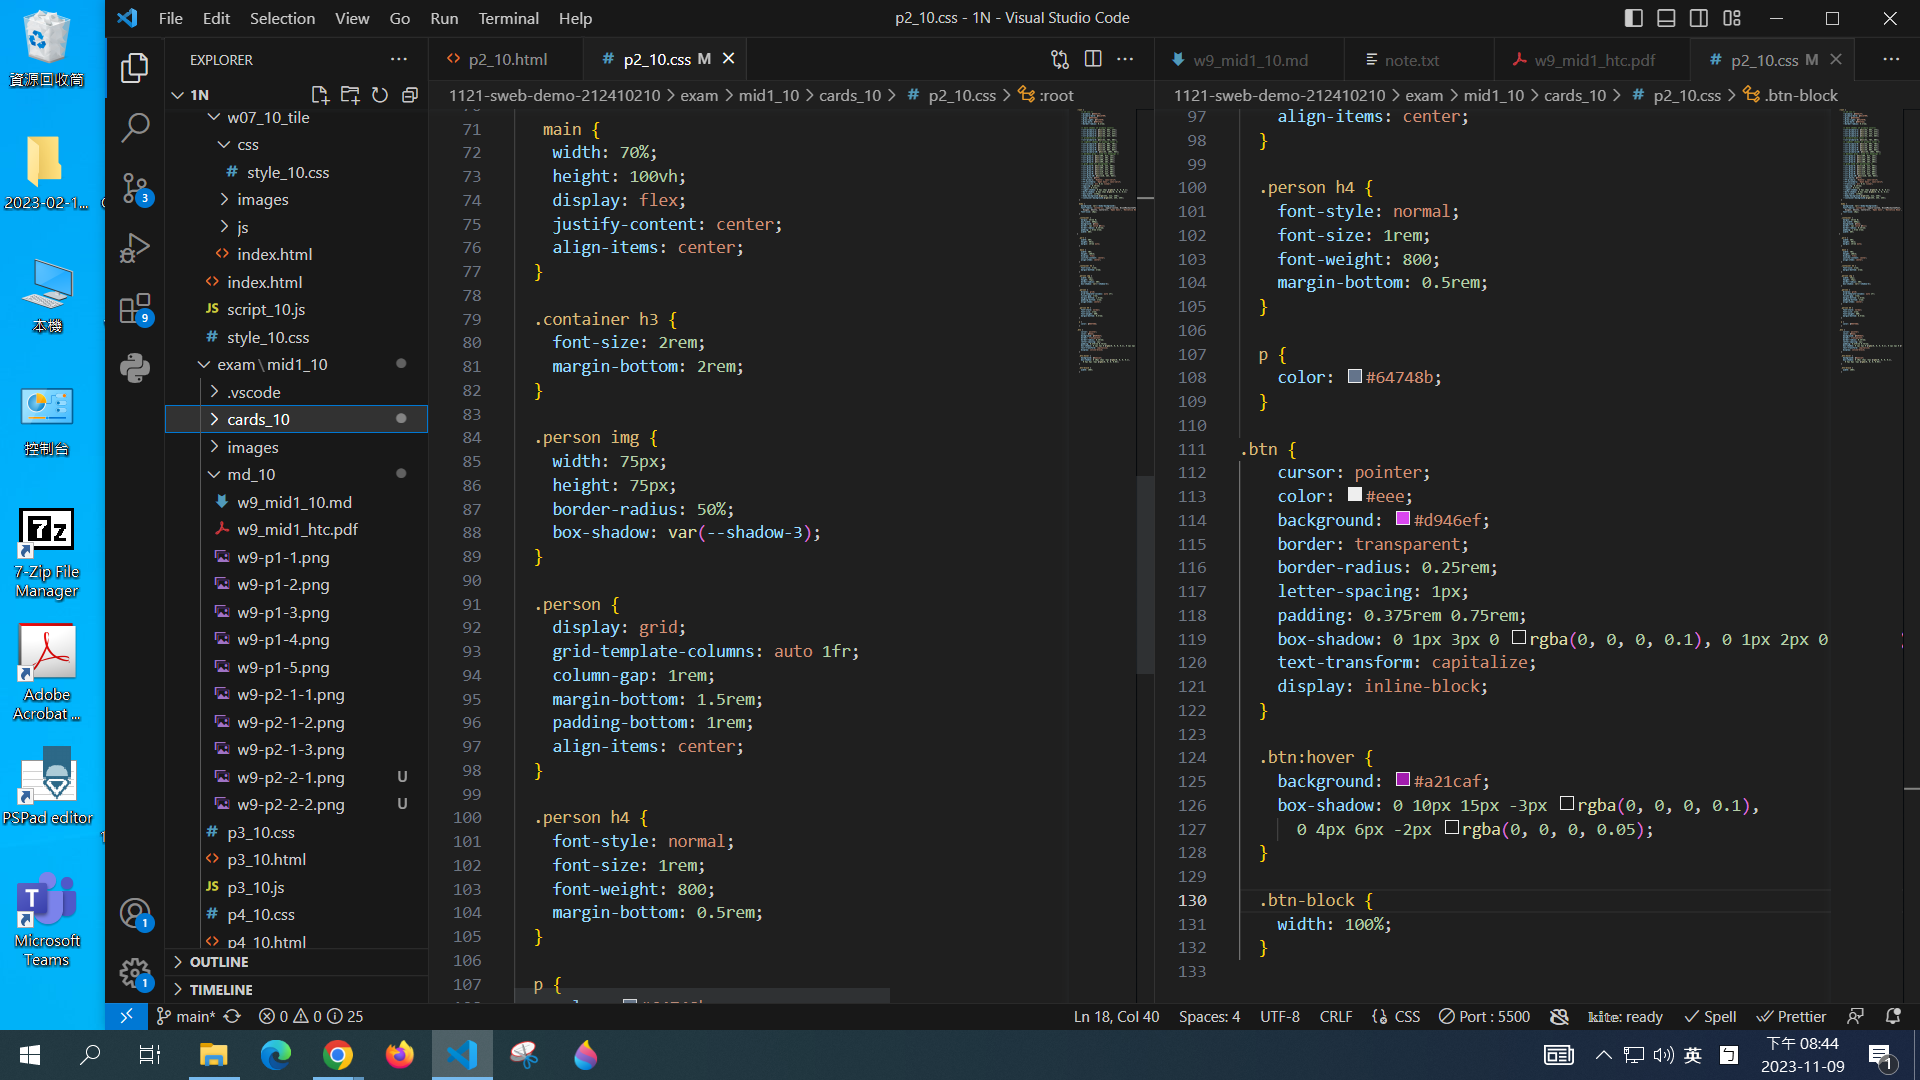 資源回收筒
2023-02-1...
本機
控制台
7-Zip File
Manager
Adobe
Acrobat ...
PSPad editor
Microsoft
Teams
File Edit Selection View Go Run Terminal Help
p2_10.css - 1N - Visual Studio Code
EXPLORER
1N
w07_10_tile
css
# style_10.css
images
js
<> index.html
<> index.html
JS script_10.js
# style_10.css
exam \ mid1_10
.vscode
cards_10
images
md_10
w9_mid1_10.md
w9_mid1_htc.pdf
w9-p1-1.png
w9-p1-2.png
w9-p1-3.png
w9-p1-4.png
w9-p1-5.png
w9-p2-1-1.png
w9-p2-1-2.png
w9-p2-1-3.png
w9-p2-2-1.png U
w9-p2-2-2.png U
# p3_10.css
<> p3_10.html
JS p3_10.js
# p4_10.css
<> p4_10.html
OUTLINE
TIMELINE
3
9
1
1
<> p2_10.html # p2_10.css M
1121-sweb-demo-212410210 > exam > mid1_10 > cards_10 > # p2_10.css > :root
71 main {
72 width: 70%;
73 height: 100vh;
74 display: flex;
75 justify-content: center;
76 align-items: center;
77 }
78
79 .container h3 {
80 font-size: 2rem;
81 margin-bottom: 2rem;
82 }
83
84 .person img {
85 width: 75px;
86 height: 75px;
87 border-radius: 50%;
88 box-shadow: var(--shadow-3);
89 }
90
91 .person {
92 display: grid;
93 grid-template-columns: auto 1fr;
94 column-gap: 1rem;
95 margin-bottom: 1.5rem;
96 padding-bottom: 1rem;
97 align-items: center;
98 }
99
100 .person h4 {
101 font-style: normal;
102 font-size: 1rem;
103 font-weight: 800;
104 margin-bottom: 0.5rem;
105 }
106
107 p {
w9_mid1_10.md note.txt w9_mid1_htc.pdf # p2_10.css M
1121-sweb-demo-212410210 > exam > mid1_10 > cards_10 > # p2_10.css > .btn-block
97 align-items: center;
98 }
99
100 .person h4 {
101 font-style: normal;
102 font-size: 1rem;
103 font-weight: 800;
104 margin-bottom: 0.5rem;
105 }
106
107 p {
108 color: #64748b;
109 }
110
111 .btn {
112 cursor: pointer;
113 color: #eee;
114 background: #d946ef;
115 border: transparent;
116 border-radius: 0.25rem;
117 letter-spacing: 1px;
118 padding: 0.375rem 0.75rem;
119 box-shadow: 0 1px 3px 0 rgba(0, 0, 0, 0.1), 0 1px 2px 0
120 text-transform: capitalize;
121 display: inline-block;
122 }
123
124 .btn:hover {
125 background: #a21caf;
126 box-shadow: 0 10px 15px -3px rgba(0, 0, 0, 0.1),
127 0 4px 6px -2px rgba(0, 0, 0, 0.05);
128 }
129
130 .btn-block {
131 width: 100%;
132 }
133
main* 0 0 25 Ln 18, Col 40 Spaces: 4 UTF-8 CRLF {} CSS Port : 5500 kite: ready Spell Prettier
英
下午 08:44
2023-11-09
1